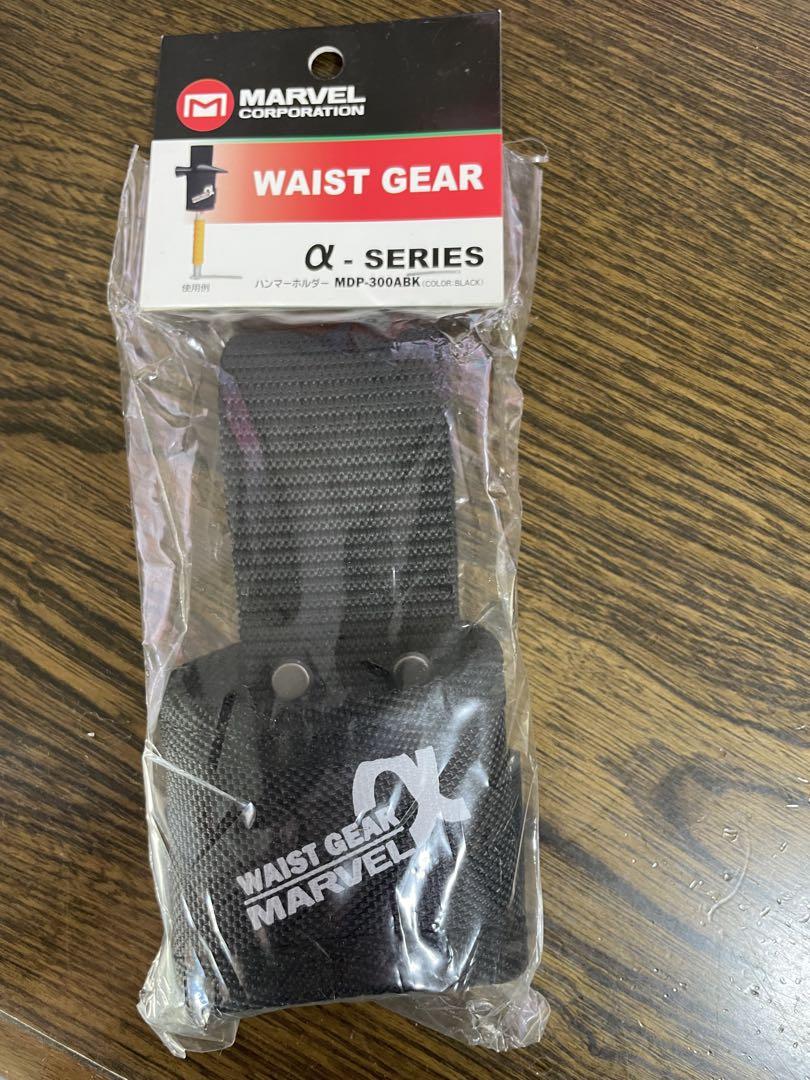 MARVEL
CORPORATION
WAIST GEAR
α - SERIES
使用例
ハンマーホルダー MDP-300ABK (COLOR:BLACK)
α
WAIST GEAR
MARVEL